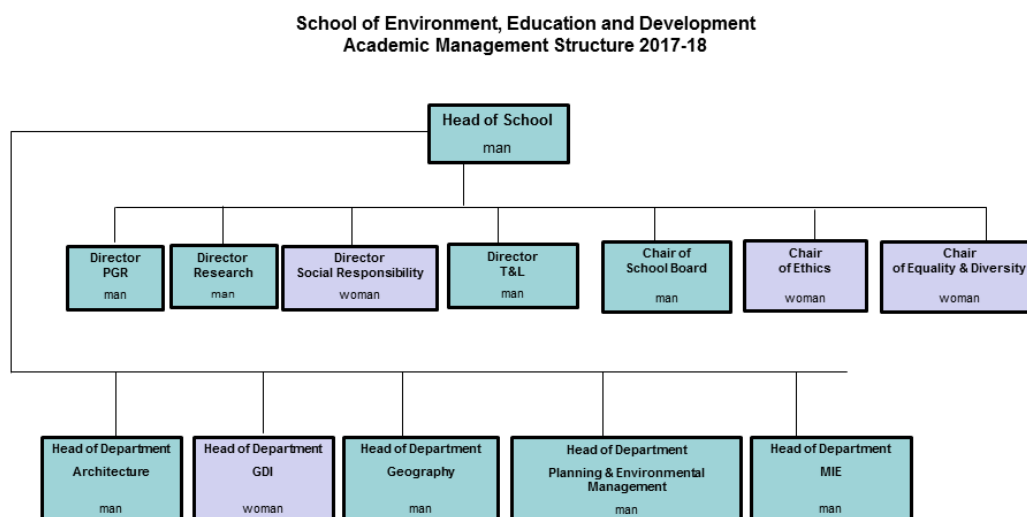 School of Environment, Education and Development
Academic Management Structure 2017-18
Head of School
man
Director
PGR
man
Director
Research
man
Director
Social Responsibility
woman
Director
T&L
man
Chair of
School Board
man
Chair
of Ethics
woman
Chair
of Equality & Diversity
woman
Head of Department
Architecture
man
Head of Department
GDI
woman
Head of Department
Geography
man
Head of Department
Planning & Environmental
Management
man
Head of Department
MIE
man